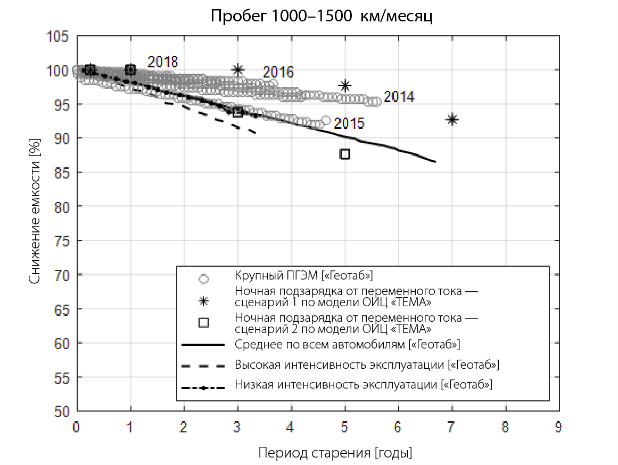 Пробег 1000–1500 км/месяц
105
100
95
90
85
80
75
70
65
60
55
50
Снижение емкости [%]
2018
2016
2014
2015
Крупный ПГЭМ [«Геотаб»]
Ночная подзарядка от переменного тока —
сценарий 1 по модели ОИЦ «ТЕМА»
Ночная подзарядка от переменного тока —
сценарий 2 по модели ОИЦ «ТЕМА»
Среднее по всем автомобилям [«Геотаб»]
Высокая интенсивность эксплуатации [«Геотаб»]
Низкая интенсивность эксплуатации [«Геотаб»]
0 1 2 3 4 5 6 7 8 9
Период старения [годы]